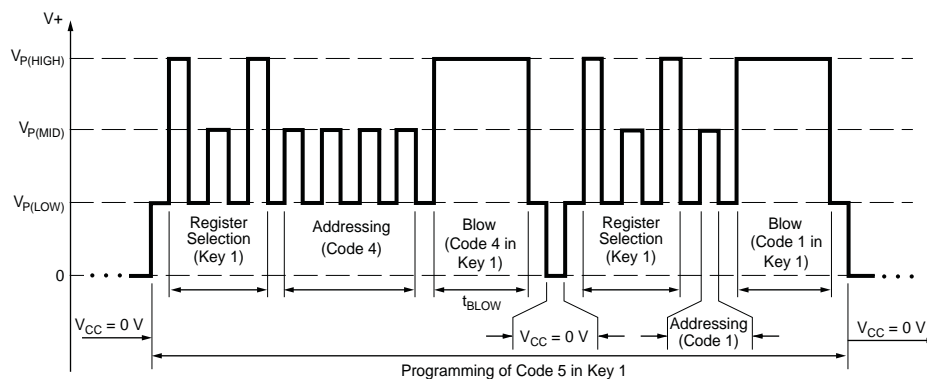 V+
VP(HIGH)
VP(MID)
VP(LOW)
0
Register
Selection
(Key 1)
Addressing
(Code 4)
Blow
(Code 4 in
Key 1)
Register
Selection
(Key 1)
Blow
(Code 1 in
Key 1)
tBLOW
VCC = 0 V
VCC = 0 V
Addressing
(Code 1)
VCC = 0 V
Programming of Code 5 in Key 1